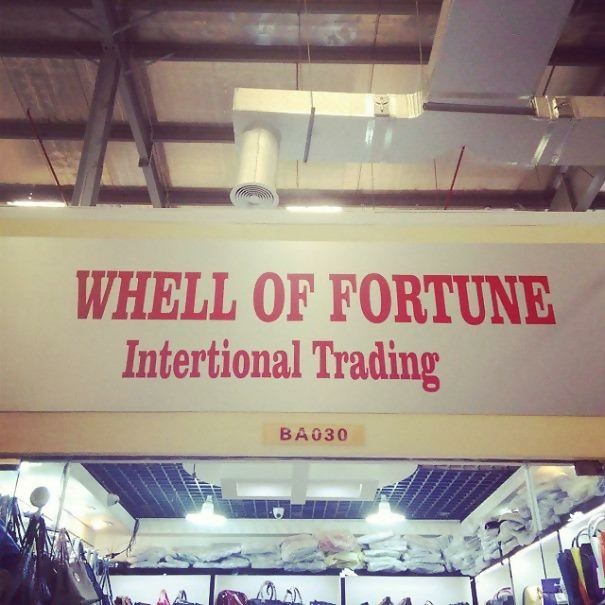 WHELL OF FORTUNE
Intertional Trading
BA030